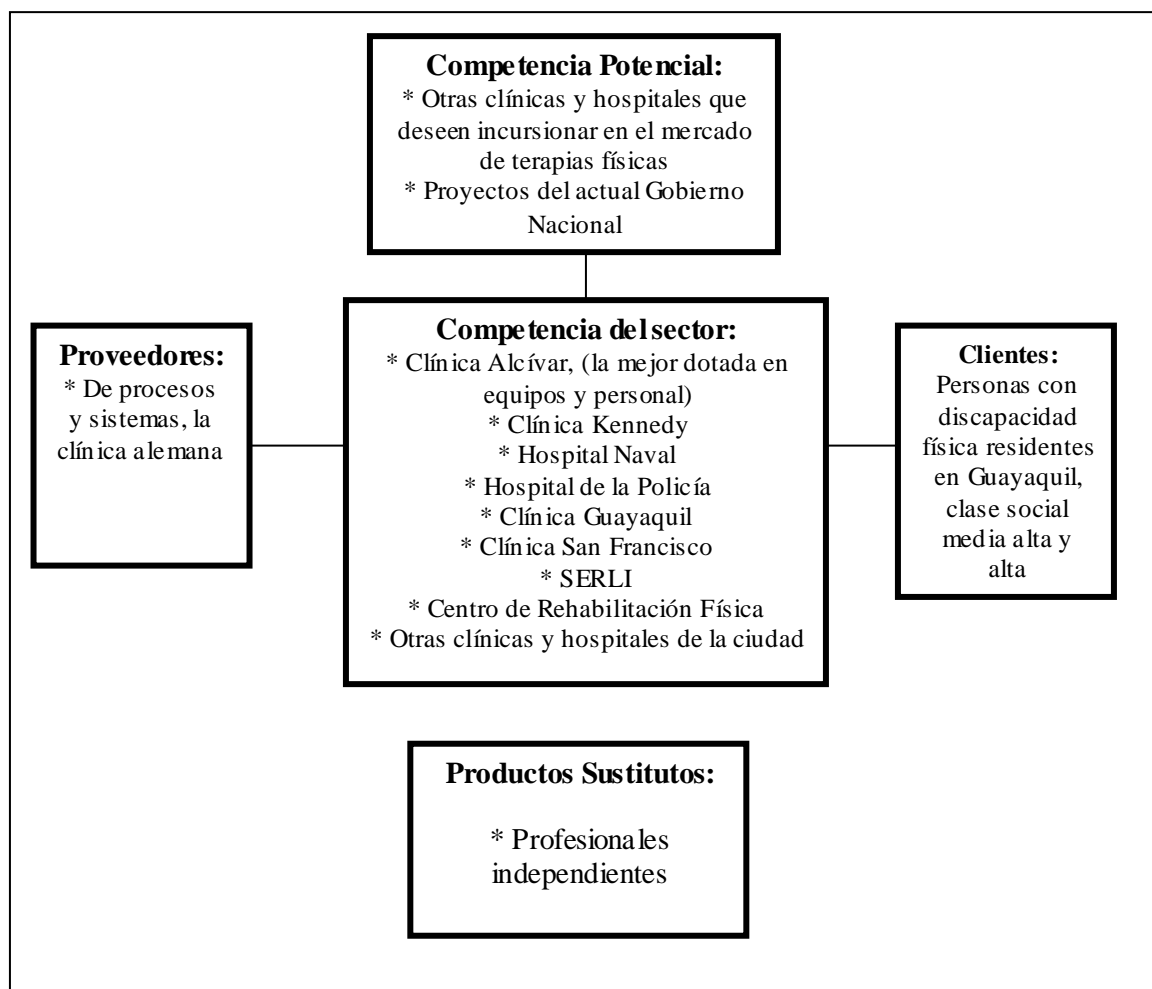 Competencia Potencial:
* Otras clínicas y hospitales que
deseen incursionar en el mercado
de terapias físicas
* Proyectos del actual Gobierno
Nacional
Proveedores:
* De procesos
y sistemas, la
clínica alemana
Competencia del sector:
* Clínica Alcívar, (la mejor dotada en
equipos y personal)
* Clínica Kennedy
* Hospital Naval
* Hospital de la Policía
* Clínica Guayaquil
* Clínica San Francisco
* SERLI
* Centro de Rehabilitación Física
* Otras clínicas y hospitales de la ciudad
Clientes:
Personas con
discapacidad
física residentes
en Guayaquil,
clase social
media alta y
alta
Productos Sustitutos:
* Profesionales
independientes